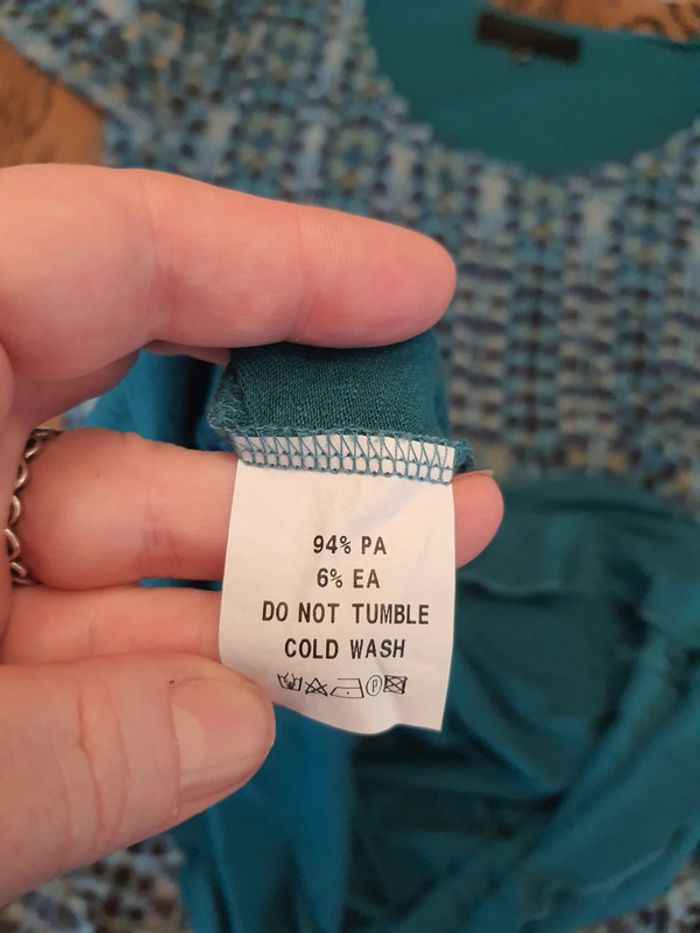 94% PA
6% EA
DO NOT TUMBLE
COLD WASH
P